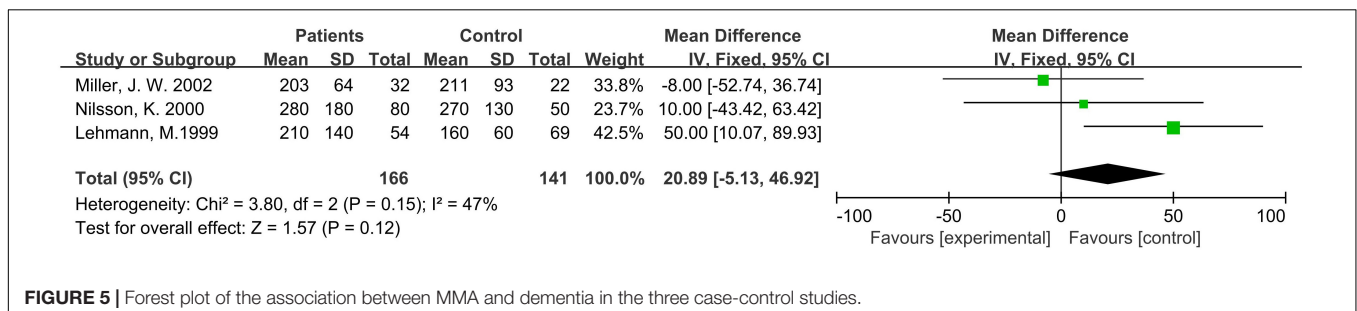 Patients Control Mean Difference Mean Difference
Study or Subgroup Mean SD Total Mean SD Total Weight IV, Fixed, 95% CI IV, Fixed, 95% CI
Miller, J. W. 2002 203 64 32 211 93 22 33.8% -8.00 [-52.74, 36.74]
Nilsson, K. 2000 280 180 80 270 130 50 23.7% 10.00 [-43.42, 63.42]
Lehmann, M.1999 210 140 54 160 60 69 42.5% 50.00 [10.07, 89.93]
Total (95% CI) 166 141 100.0% 20.89 [-5.13, 46.92]
Heterogeneity: Chi² = 3.80, df = 2 (P = 0.15); I² = 47%
Test for overall effect: Z = 1.57 (P = 0.12)
-100 -50 0 50 100
Favours [experimental] Favours [control]
FIGURE 5 | Forest plot of the association between MMA and dementia in the three case-control studies.